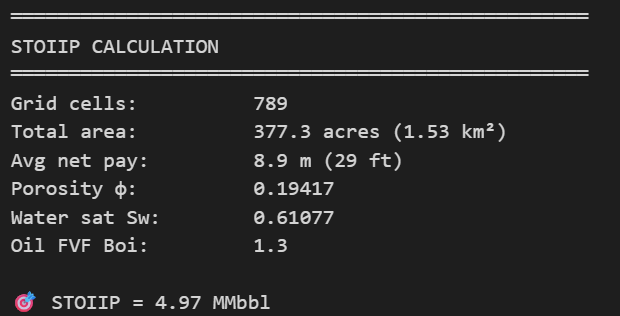 STOIIP CALCULATION
Grid cells: 789
Total area: 377.3 acres (1.53 km²)
Avg net pay: 8.9 m (29 ft)
Porosity ϕ: 0.19417
Water sat Sw: 0.61077
Oil FVF Boi: 1.3
🎯 STOIIP = 4.97 MMbbl